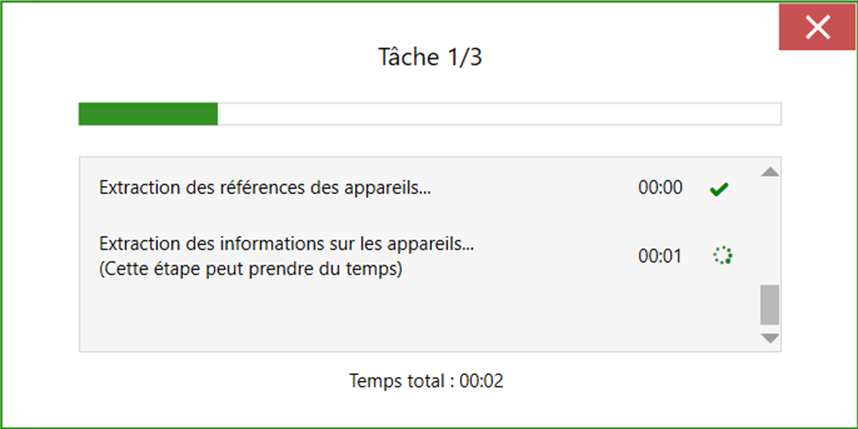 Tâche 1/3
Extraction des références des appareils... 00:00
Extraction des informations sur les appareils...
(Cette étape peut prendre du temps) 00:01
Temps total : 00:02